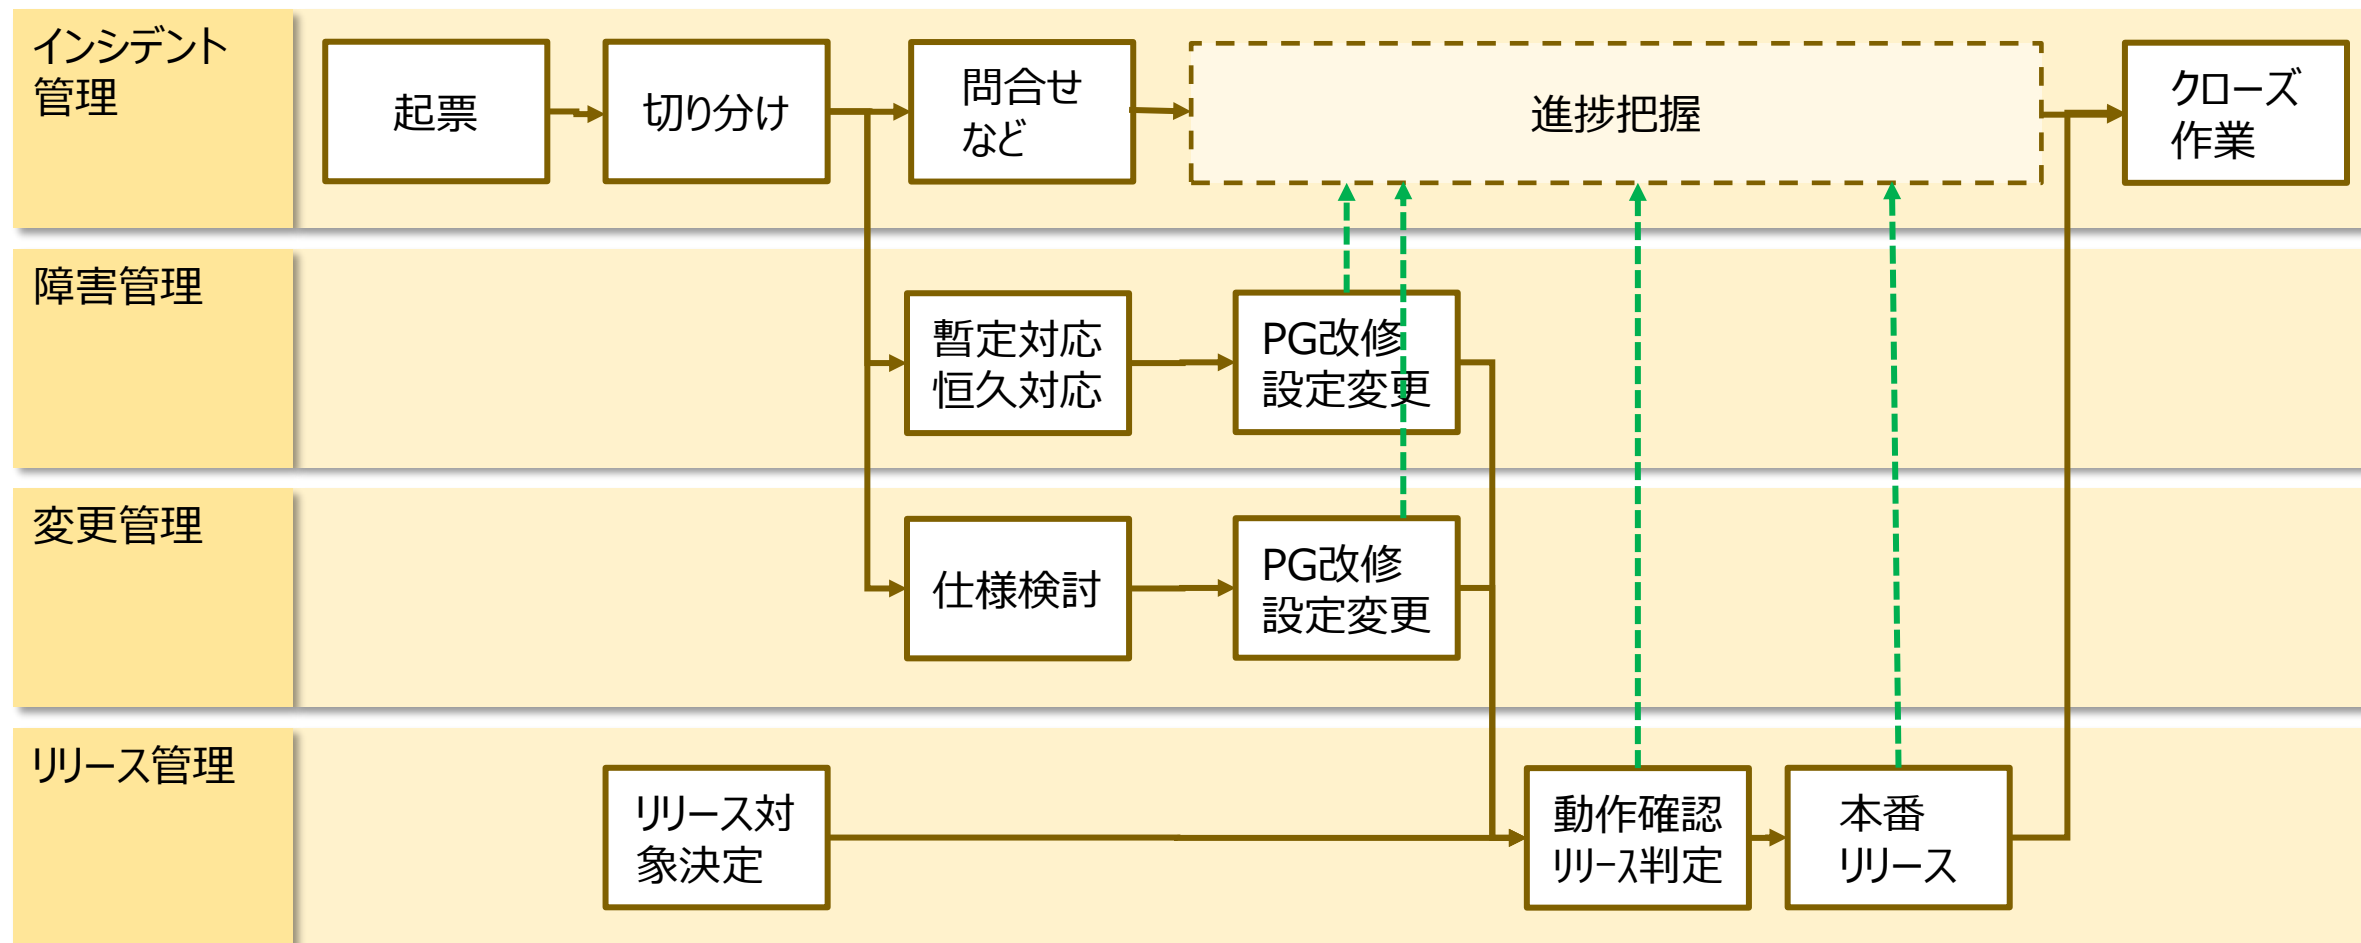 インシデント
管理
起票
切り分け
問合せ
など
進捗把握
クローズ
作業
障害管理
暫定対応
恒久対応
PG改修
設定変更
変更管理
仕様検討
PG改修
設定変更
リリース管理
リリース対
象決定
動作確認
ﾘﾘｰｽ判定
本番
リリース